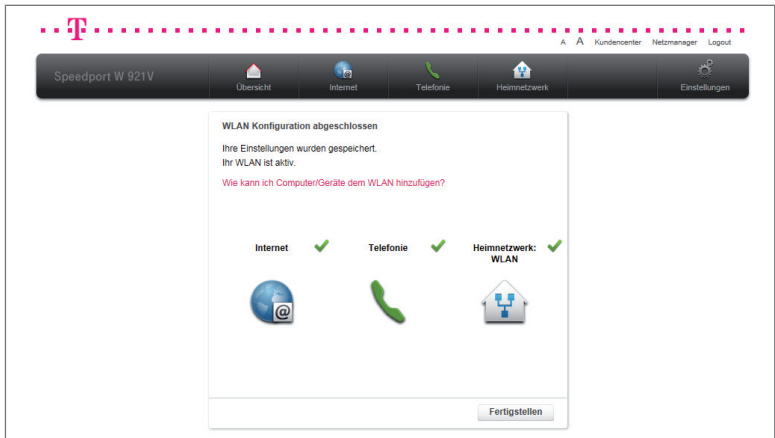 T
A A Kundencenter Netzmanager Logout
Speedport W 921V
Übersicht Internet Telefonie Heimnetzwerk Einstellungen
WLAN Konfiguration abgeschlossen
Ihre Einstellungen wurden gespeichert.
Ihr WLAN ist aktiv.
Wie kann ich Computer/Geräte dem WLAN hinzufügen?
Internet Telefonie Heimnetzwerk:
WLAN
@
Fertigstellen